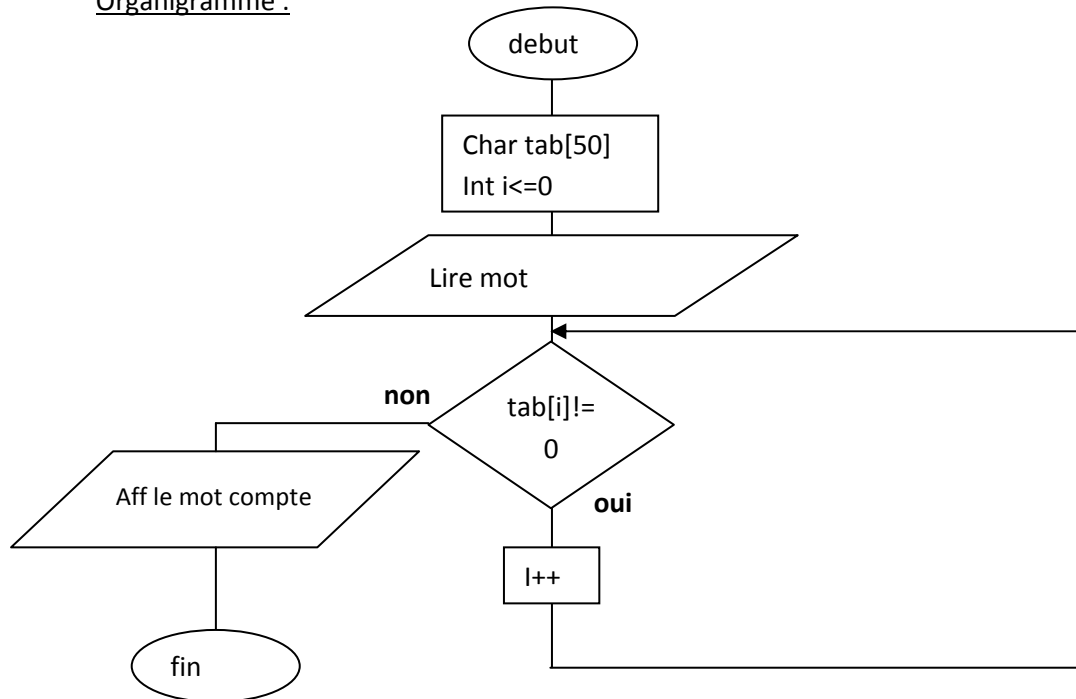 Organigramme :
debut
Char tab[50]
Int i<=0
Lire mot
non
tab[i]!=
0
Aff le mot compte
oui
I++
fin